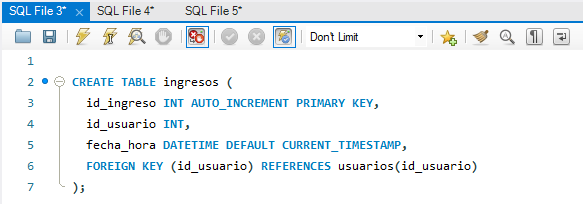 SQL File 3* SQL File 4* SQL File 5*
Don't Limit
1
2 CREATE TABLE ingresos (
3 id_ingreso INT AUTO_INCREMENT PRIMARY KEY,
4 id_usuario INT,
5 fecha_hora DATETIME DEFAULT CURRENT_TIMESTAMP,
6 FOREIGN KEY (id_usuario) REFERENCES usuarios(id_usuario)
7 );